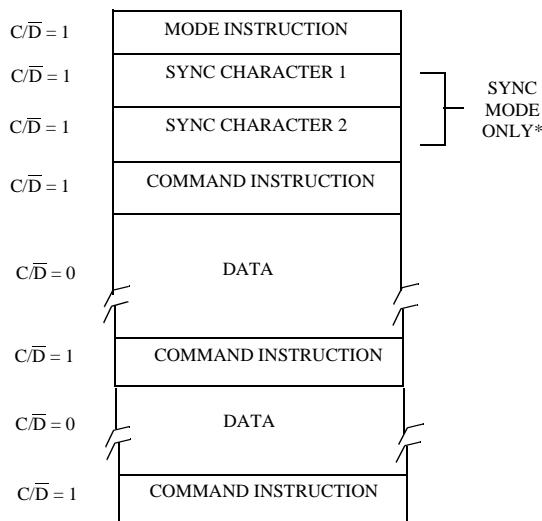 C/D̅ = 1 MODE INSTRUCTION
C/D̅ = 1 SYNC CHARACTER 1
C/D̅ = 1 SYNC CHARACTER 2
SYNC
MODE
ONLY*
C/D̅ = 1 COMMAND INSTRUCTION
C/D̅ = 0 DATA
C/D̅ = 1 COMMAND INSTRUCTION
C/D̅ = 0 DATA
C/D̅ = 1 COMMAND INSTRUCTION